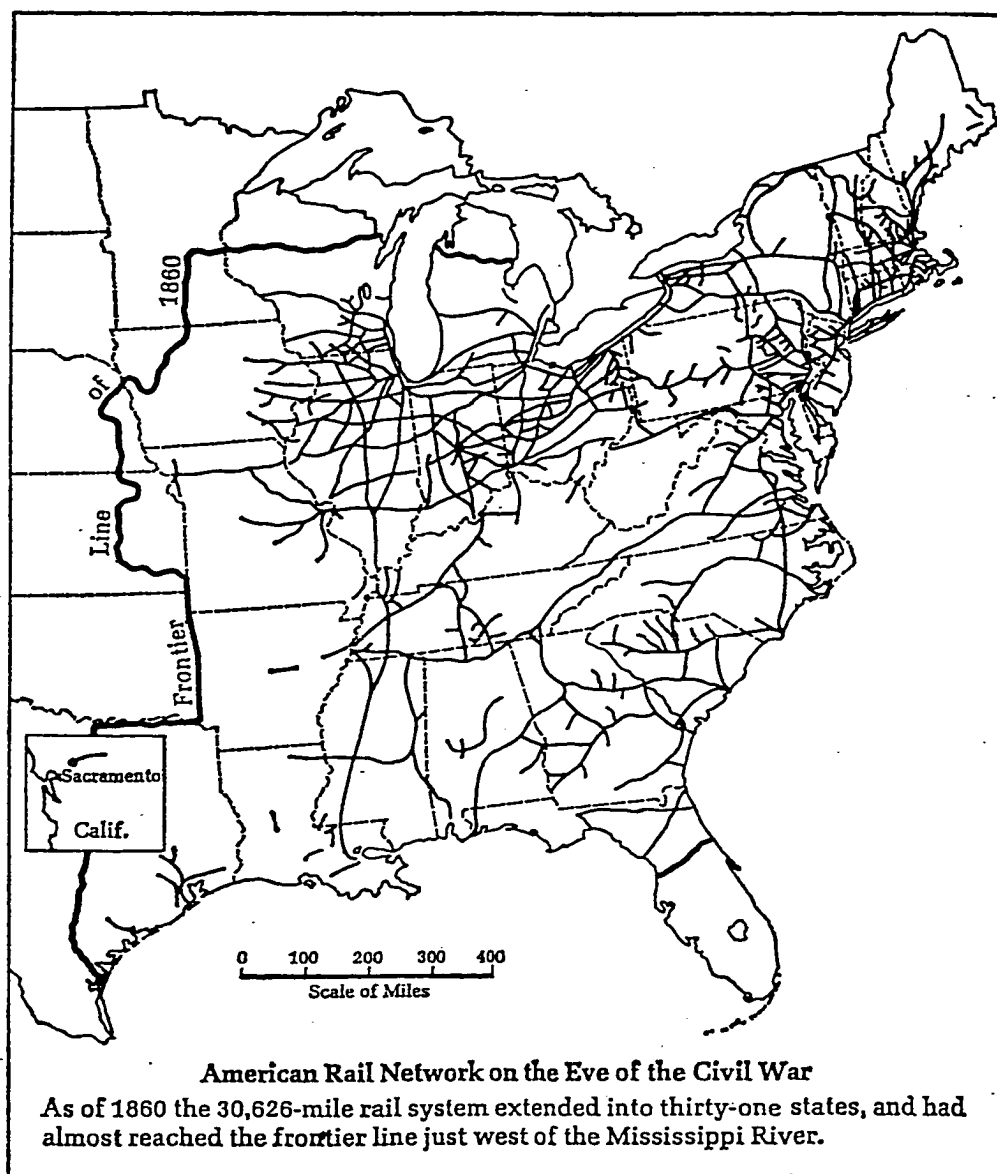 1860
of
Line
Frontier
Sacramento
Calif.
0 100 200 300 400
Scale of Miles
American Rail Network on the Eve of the Civil War
As of 1860 the 30,626-mile rail system extended into thirty-one states, and had
almost reached the frontier line just west of the Mississippi River.